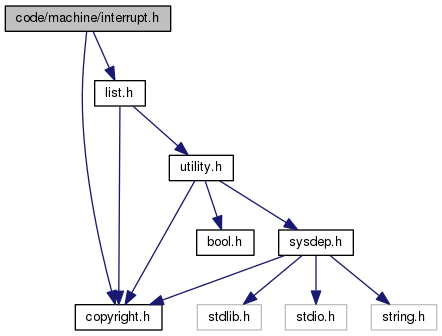 code/machine/interrupt.h
list.h
utility.h
bool.h
sysdep.h
copyright.h
stdlib.h
stdio.h
string.h